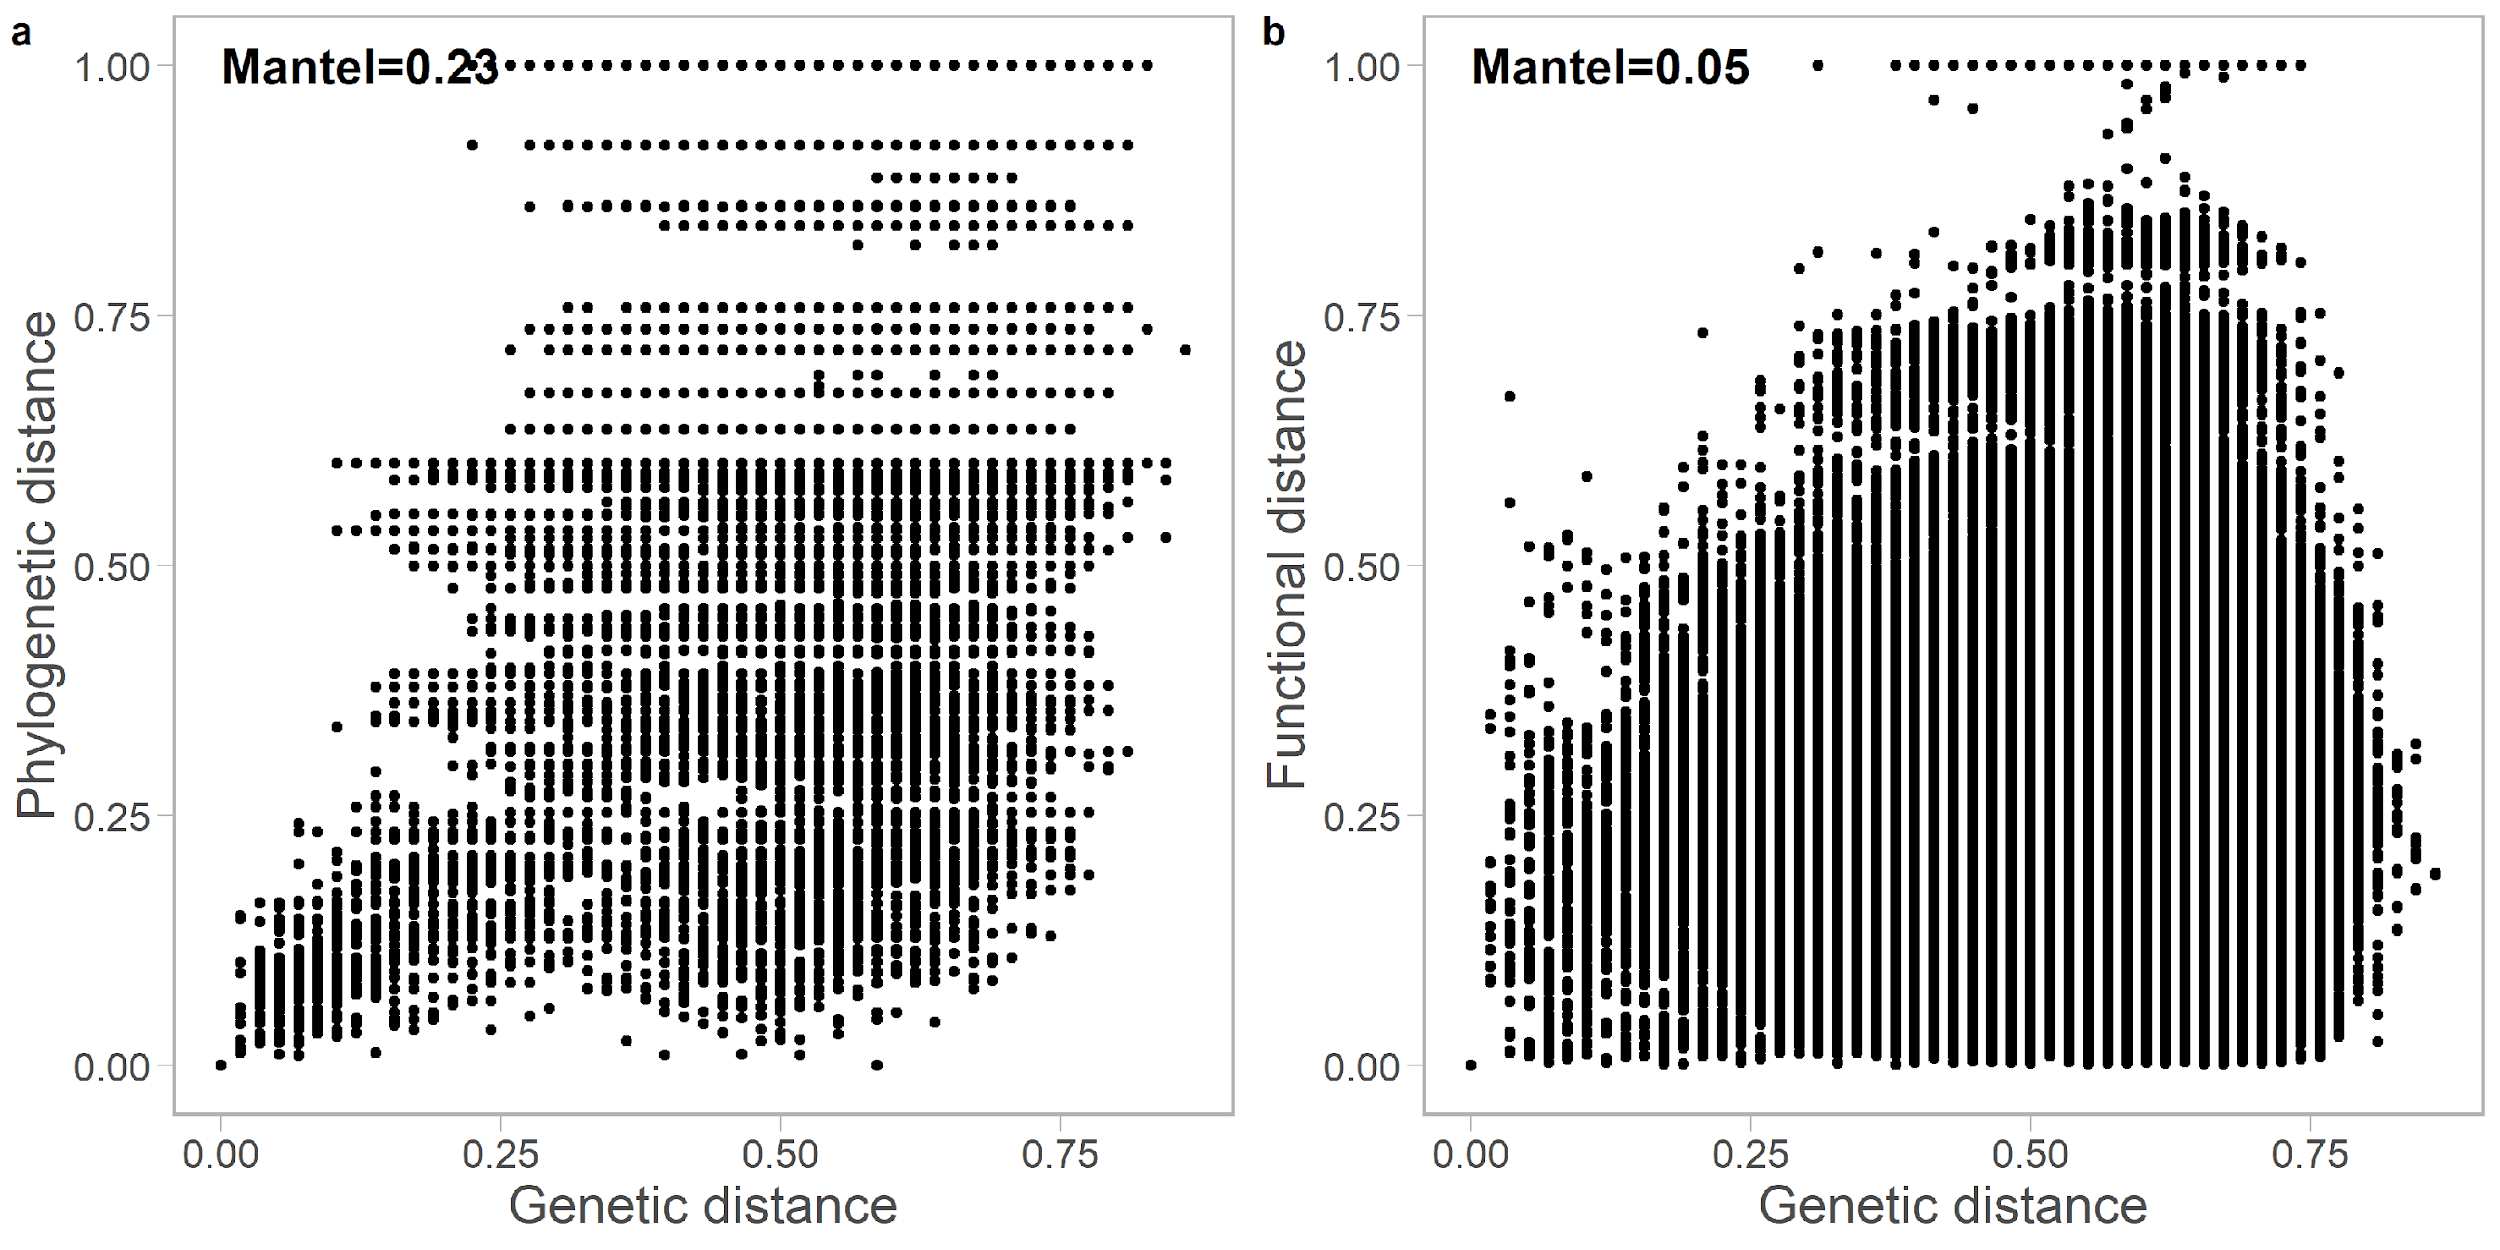 a
Mantel=0.23
1.00
0.75
0.50
0.25
0.00
Phylogenetic distance
0.00 0.25 0.50 0.75
Genetic distance
b
Mantel=0.05
1.00
0.75
0.50
0.25
0.00
Functional distance
0.00 0.25 0.50 0.75
Genetic distance